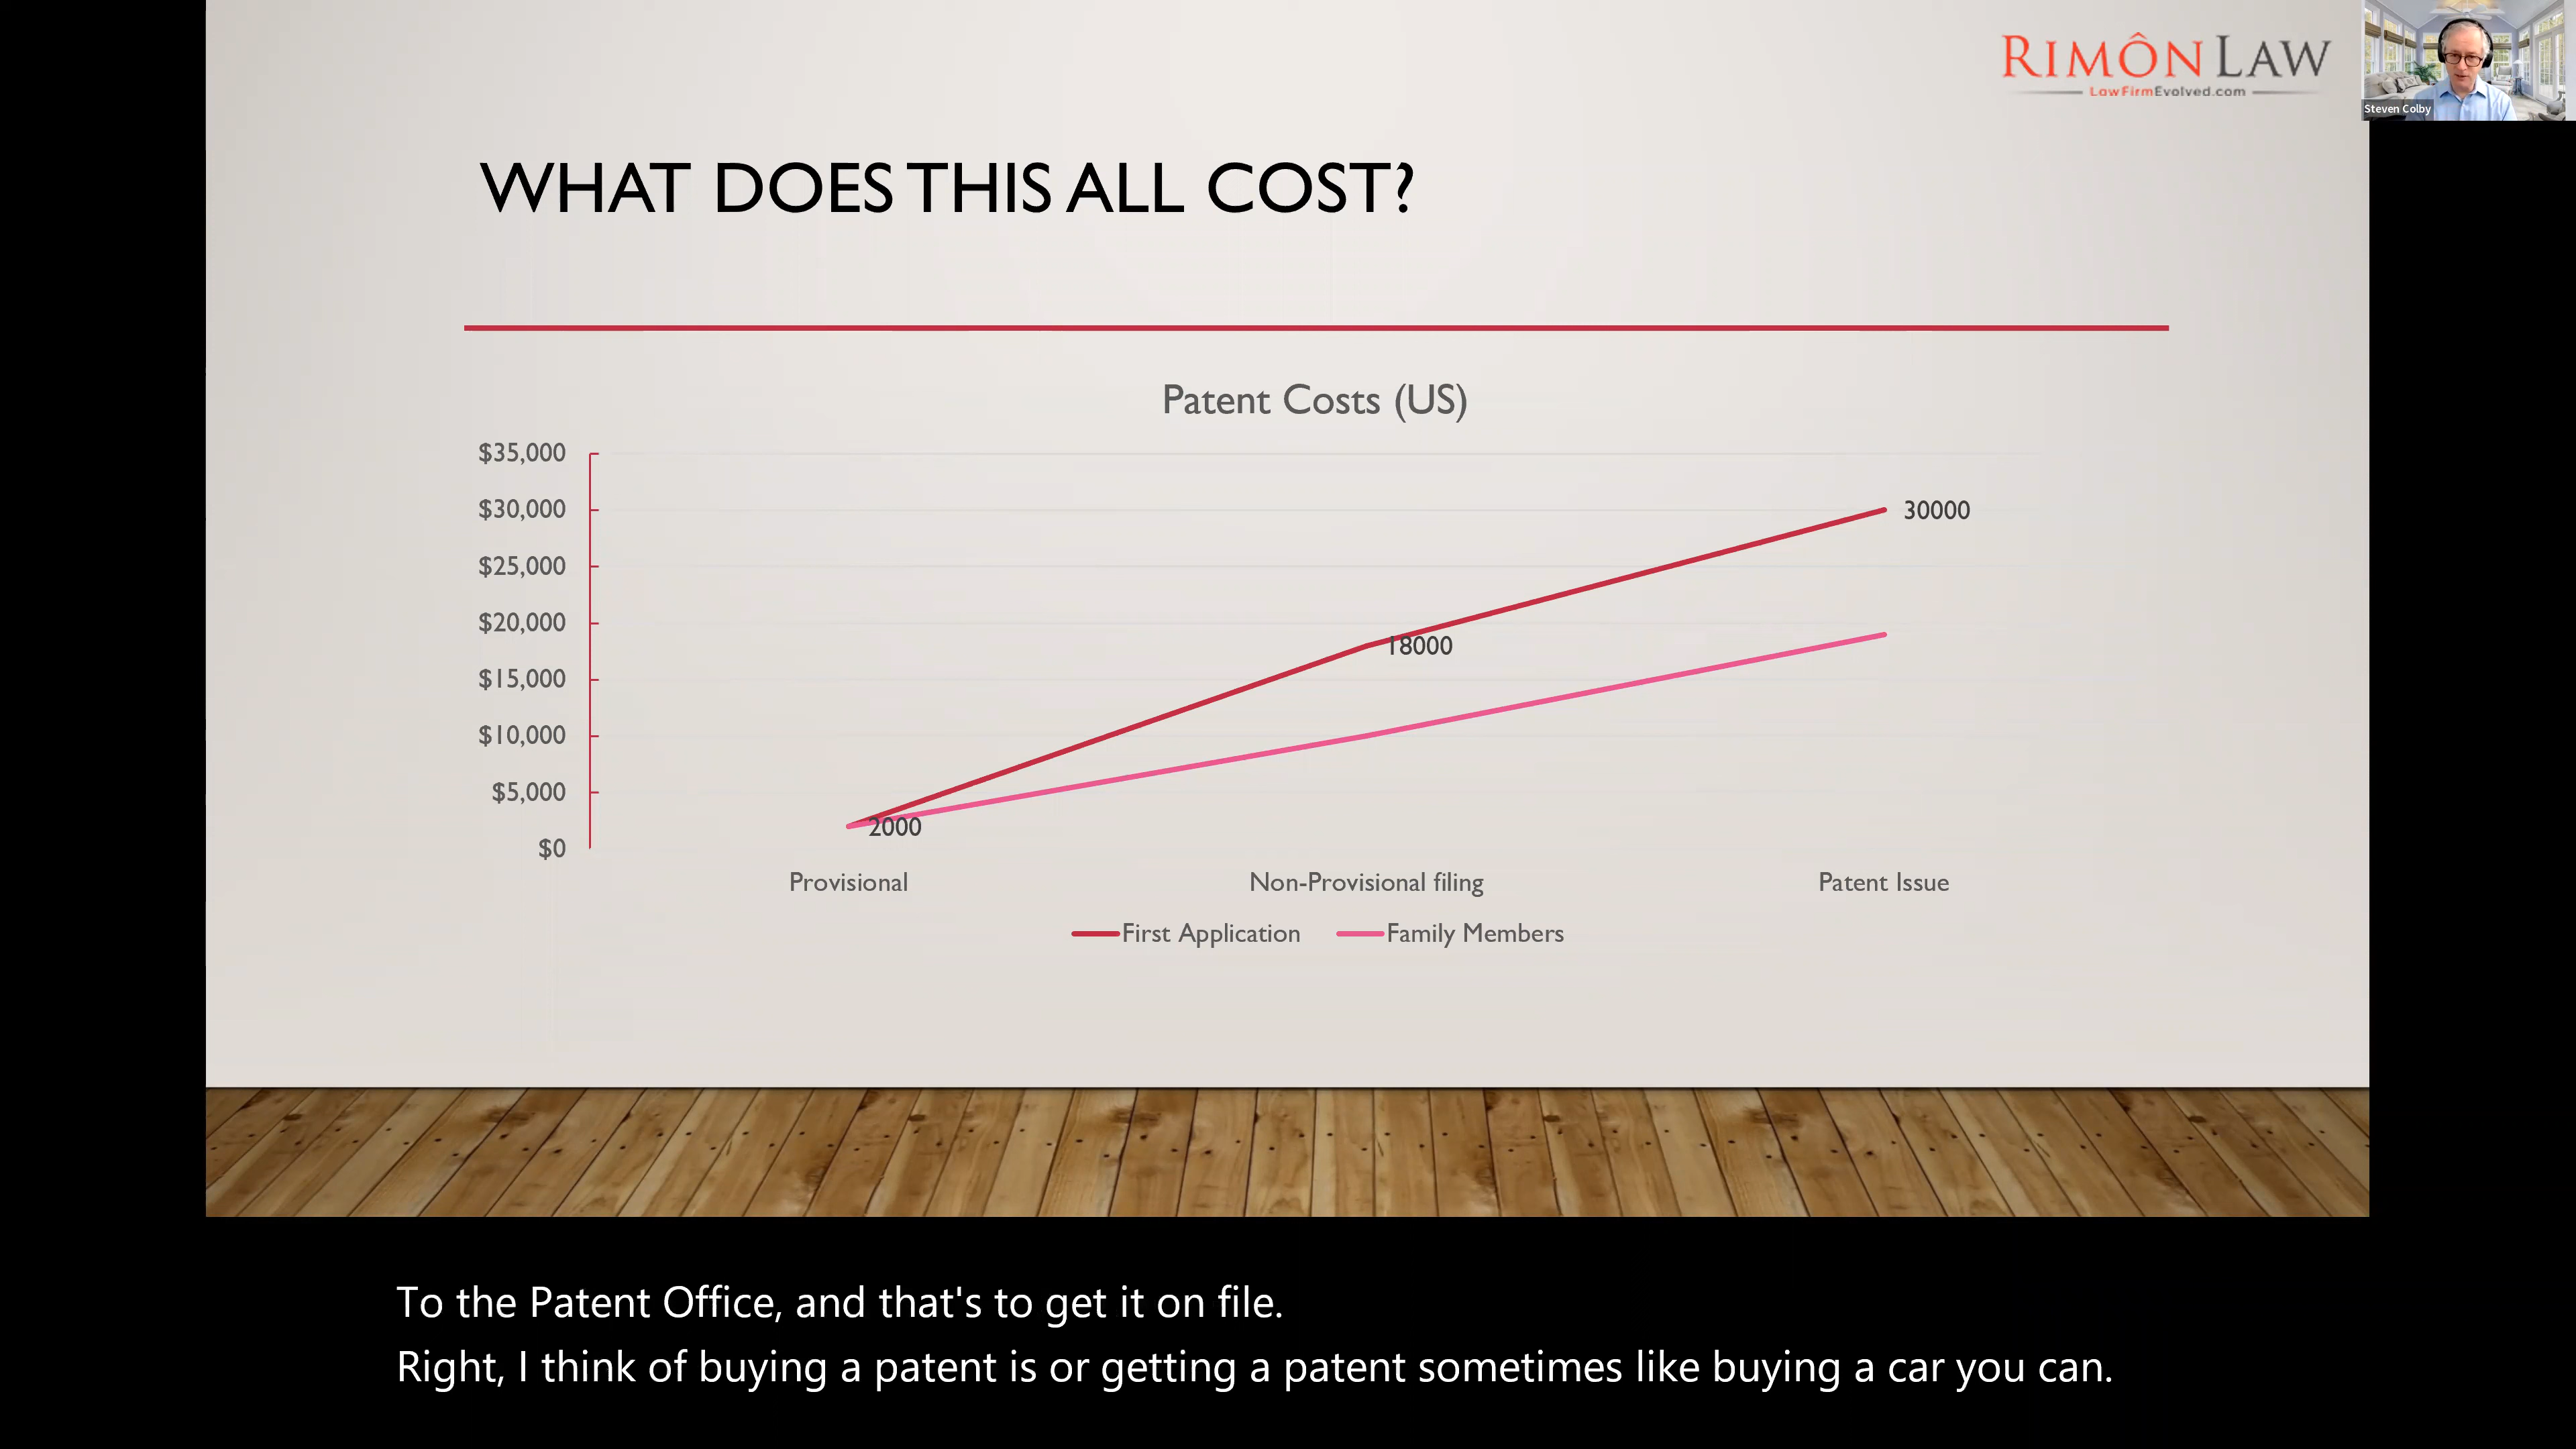 RIMÔN LAW
LawFirmEvolved.com
Steven Colby
WHAT DOES THIS ALL COST?
Patent Costs (US)
$35,000
$30,000
$25,000
$20,000
$15,000
$10,000
$5,000
$0
30000
18000
2000
Provisional Non-Provisional filing Patent Issue
First Application Family Members
To the Patent Office, and that's to get it on file.
Right, I think of buying a patent is or getting a patent sometimes like buying a car you can.